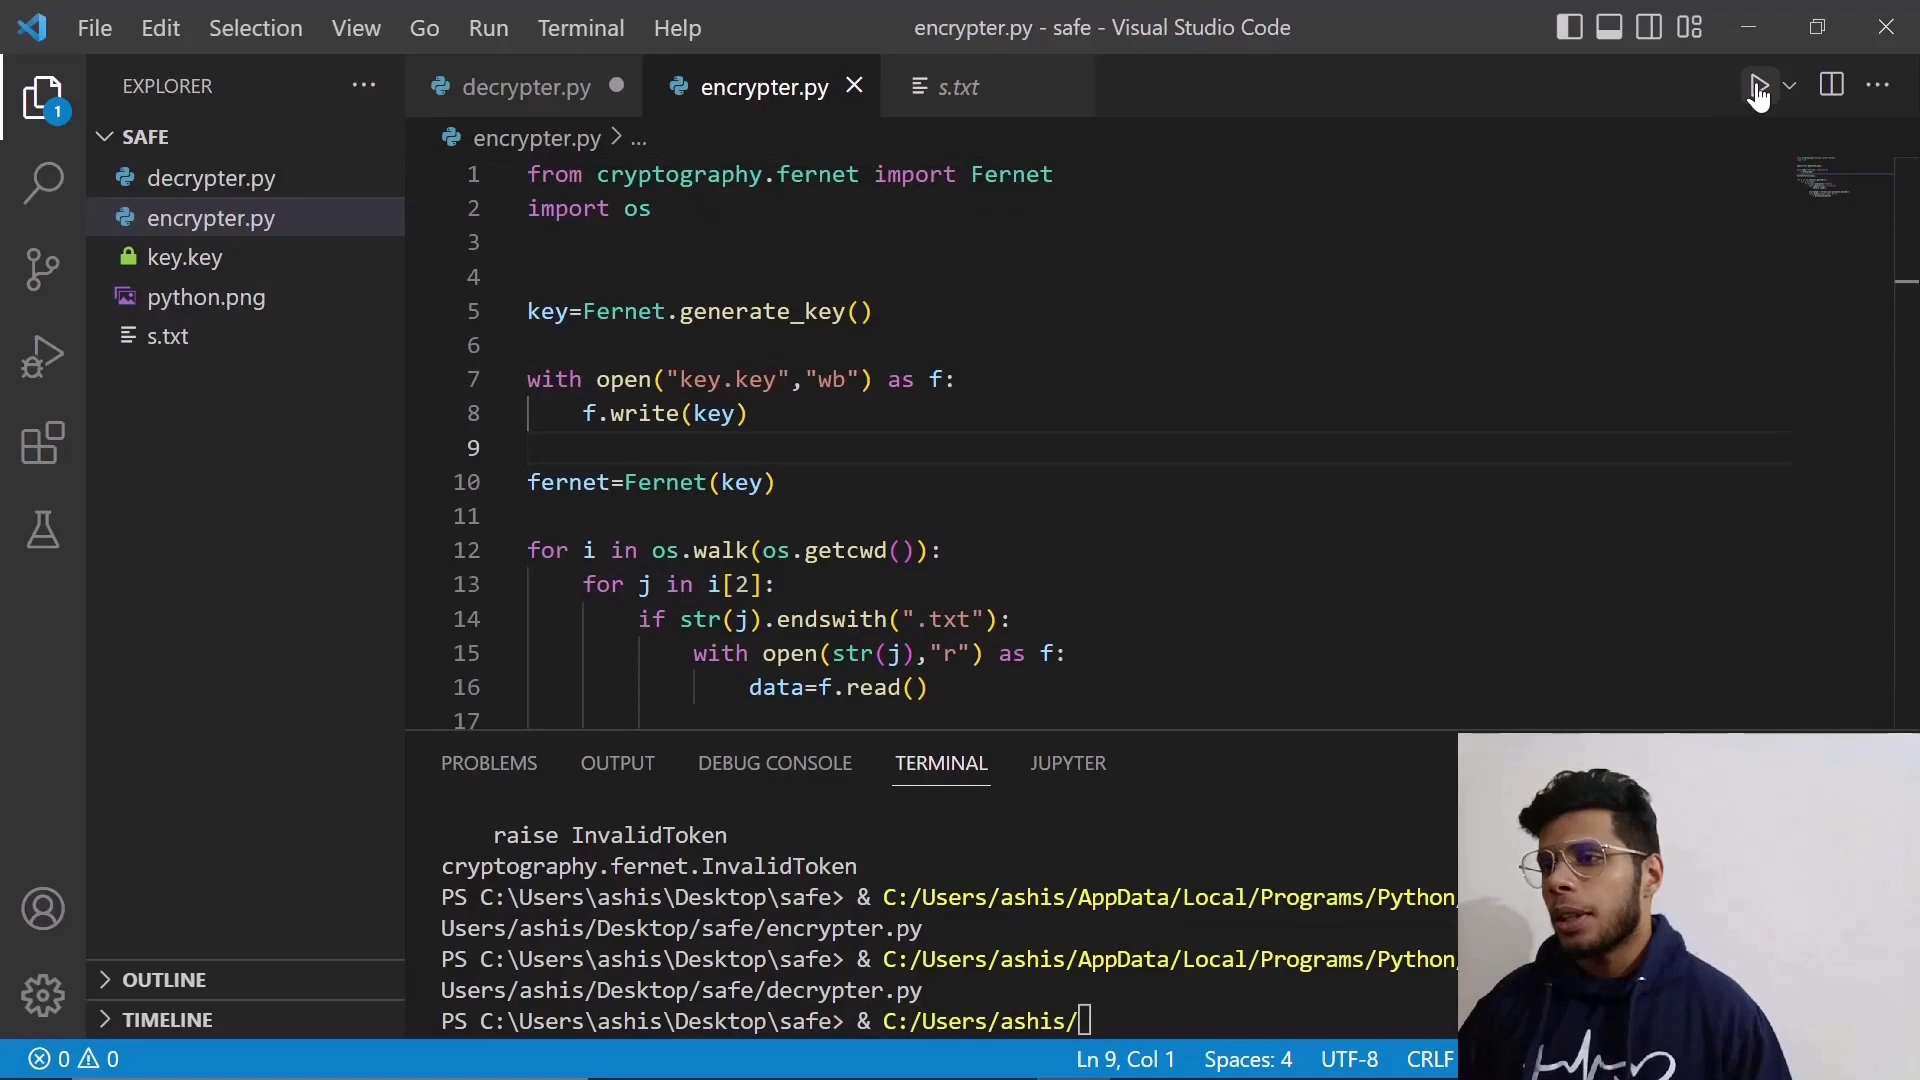 File Edit Selection View Go Run Terminal Help
encrypter.py - safe - Visual Studio Code
EXPLORER
1
SAFE
decrypter.py
encrypter.py
key.key
python.png
s.txt
OUTLINE
TIMELINE
decrypter.py encrypter.py s.txt
encrypter.py > ...
1 from cryptography.fernet import Fernet
2 import os
3
4
5 key=Fernet.generate_key()
6
7 with open("key.key","wb") as f:
8 f.write(key)
9
10 fernet=Fernet(key)
11
12 for i in os.walk(os.getcwd()):
13 for j in i[2]:
14 if str(j).endswith(".txt"):
15 with open(str(j),"r") as f:
16 data=f.read()
17
PROBLEMS OUTPUT DEBUG CONSOLE TERMINAL JUPYTER
raise InvalidToken
cryptography.fernet.InvalidToken
PS C:\Users\ashis\Desktop\safe> & C:/Users/ashis/AppData/Local/Programs/Python
Users/ashis/Desktop/safe/encrypter.py
PS C:\Users\ashis\Desktop\safe> & C:/Users/ashis/AppData/Local/Programs/Python
Users/ashis/Desktop/safe/decrypter.py
PS C:\Users\ashis\Desktop\safe> & C:/Users/ashis/
0 0 Ln 9, Col 1 Spaces: 4 UTF-8 CRLF